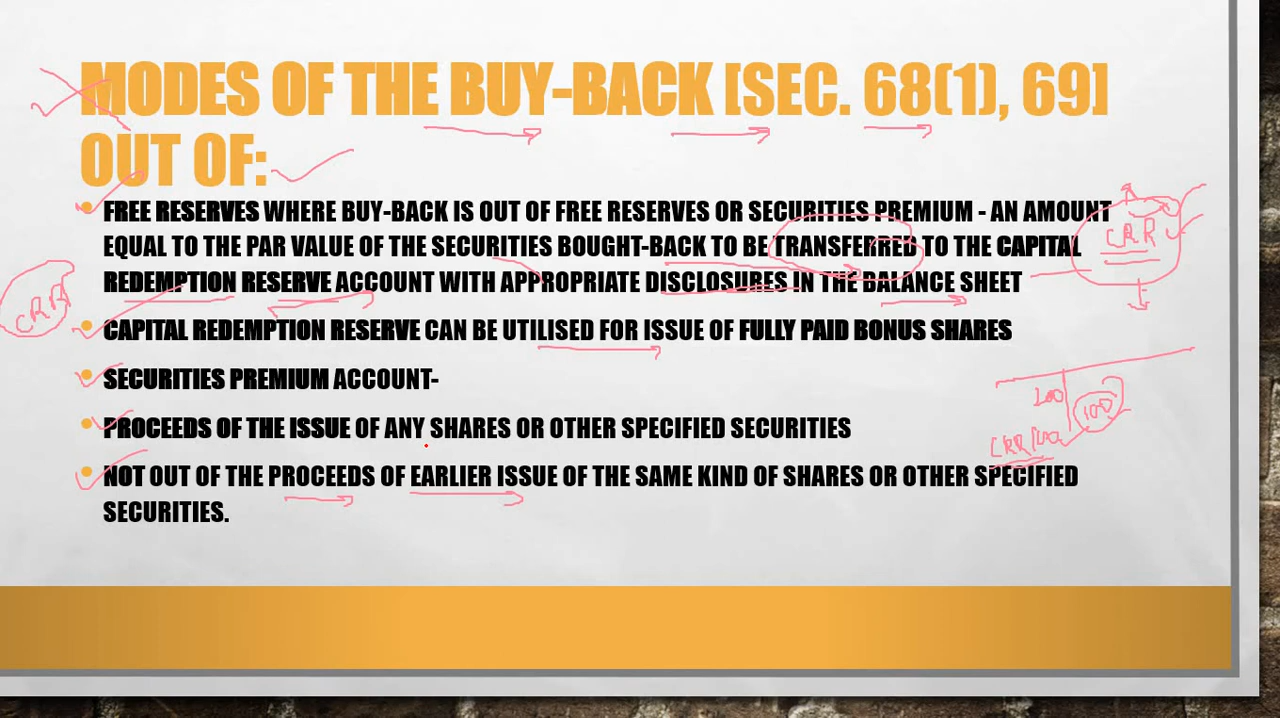 MODES OF THE BUY-BACK [SEC. 68(1), 69]
OUT OF:
• FREE RESERVES WHERE BUY-BACK IS OUT OF FREE RESERVES OR SECURITIES PREMIUM - AN AMOUNT
EQUAL TO THE PAR VALUE OF THE SECURITIES BOUGHT-BACK TO BE TRANSFERRED TO THE CAPITAL
REDEMPTION RESERVE ACCOUNT WITH APPROPRIATE DISCLOSURES IN THE BALANCE SHEET
CRR
CRR
• CAPITAL REDEMPTION RESERVE CAN BE UTILISED FOR ISSUE OF FULLY PAID BONUS SHARES
• SECURITIES PREMIUM ACCOUNT-
100
• PROCEEDS OF THE ISSUE OF ANY SHARES OR OTHER SPECIFIED SECURITIES
CRR
• NOT OUT OF THE PROCEEDS OF EARLIER ISSUE OF THE SAME KIND OF SHARES OR OTHER SPECIFIED
SECURITIES.